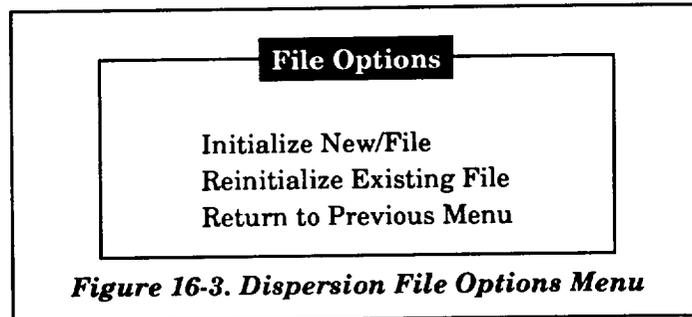 File Options
Initialize New/File
Reinitialize Existing File
Return to Previous Menu
Figure 16-3. Dispersion File Options Menu